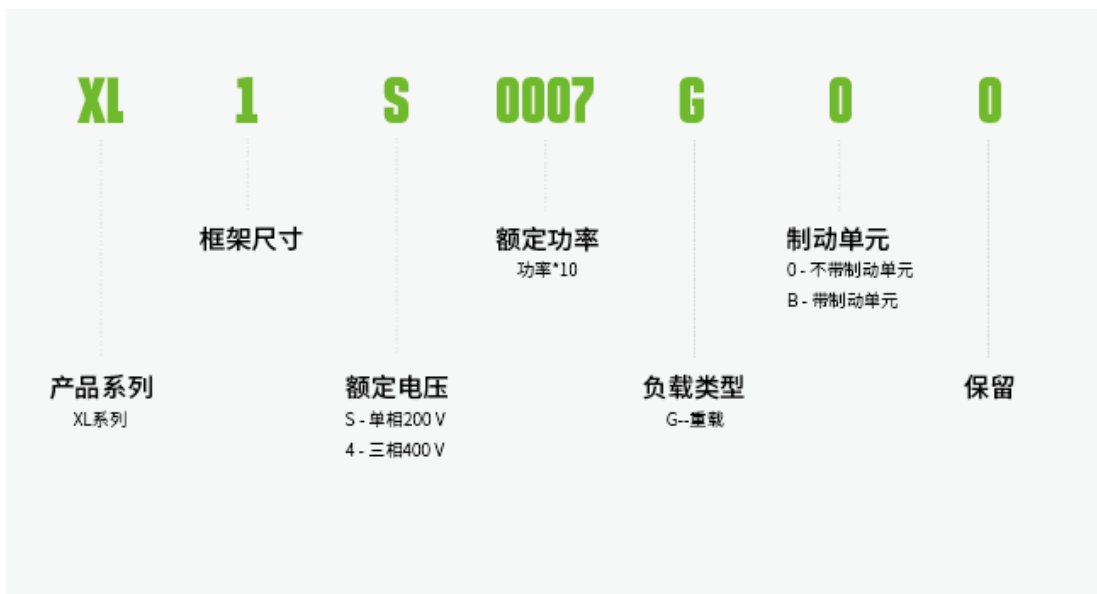 XL 1 S 0007 G 0 0
框架尺寸
额定功率
功率*10
制动单元
0 - 不带制动单元
B - 带制动单元
产品系列
XL系列
额定电压
S - 单相200 V
4 - 三相400 V
负载类型
G--重载
保留